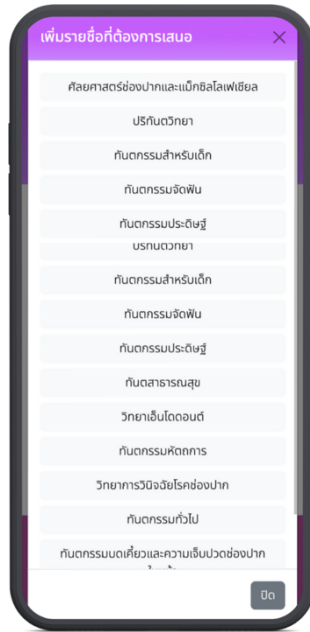 เพิ่มรายชื่อที่ต้องการเสนอ
ศัลยศาสตร์ช่องปากและแม็กซิลโลเฟเชียล
ปริทันตวิทยา
ทันตกรรมสำหรับเด็ก
ทันตกรรมจัดฟัน
ทันตกรรมประดิษฐ์
ปริทันตวิทยา
ทันตกรรมสำหรับเด็ก
ทันตกรรมจัดฟัน
ทันตกรรมประดิษฐ์
ทันตสาธารณสุข
วิทยาเอ็นโดดอนต์
ทันตกรรมหัตถการ
วิทยาการวินิจฉัยโรคช่องปาก
ทันตกรรมทั่วไป
ทันตกรรมบดเคี้ยวและความเจ็บปวดช่องปาก
ปิด